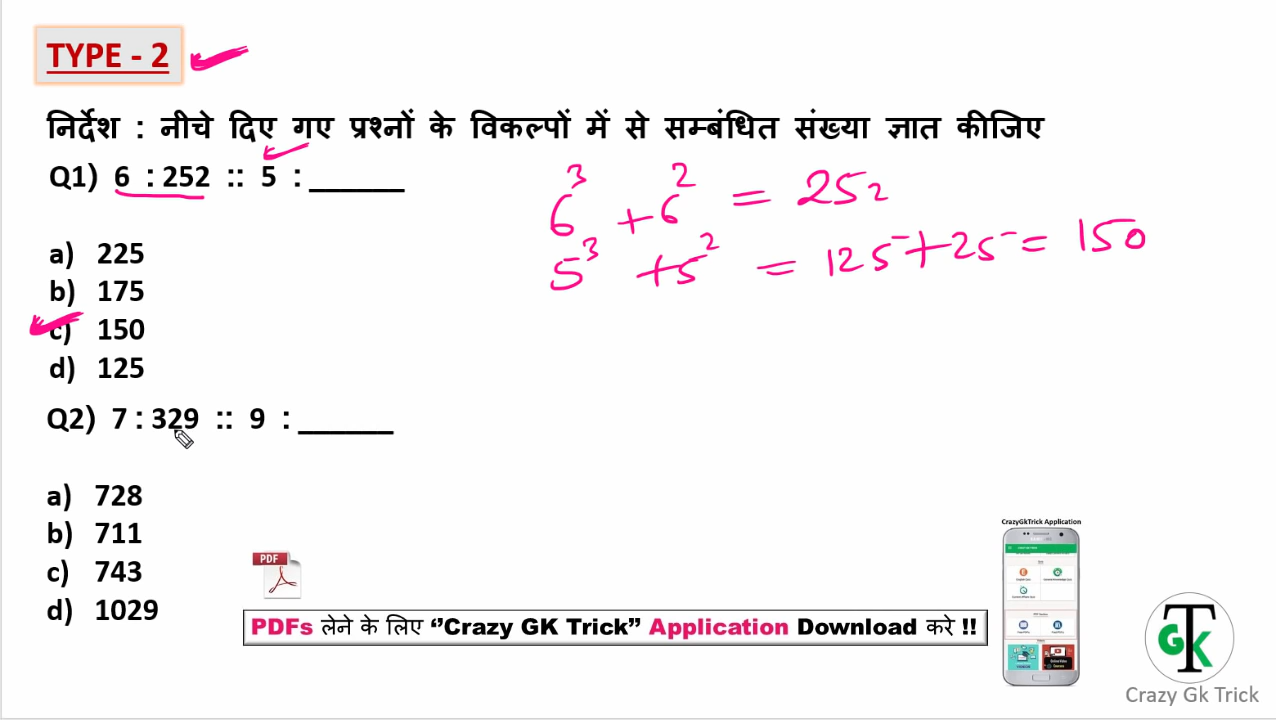 TYPE - 2
निर्देश : नीचे दिए गए प्रश्नों के विकल्पों में से सम्बंधित संख्या ज्ञात कीजिए
Q1) 6 : 252 :: 5 : ______
6³ + 6² = 252
5³ + 5² = 125 + 25 = 150
a) 225
b) 175
c) 150
d) 125
Q2) 7 : 329 :: 9 : ______
a) 728
b) 711
c) 743
d) 1029
CrazyGkTrick Application
PDF
PDFs लेने के लिए ‘’Crazy GK Trick’’ Application Download करे !!
TGK
Crazy Gk Trick